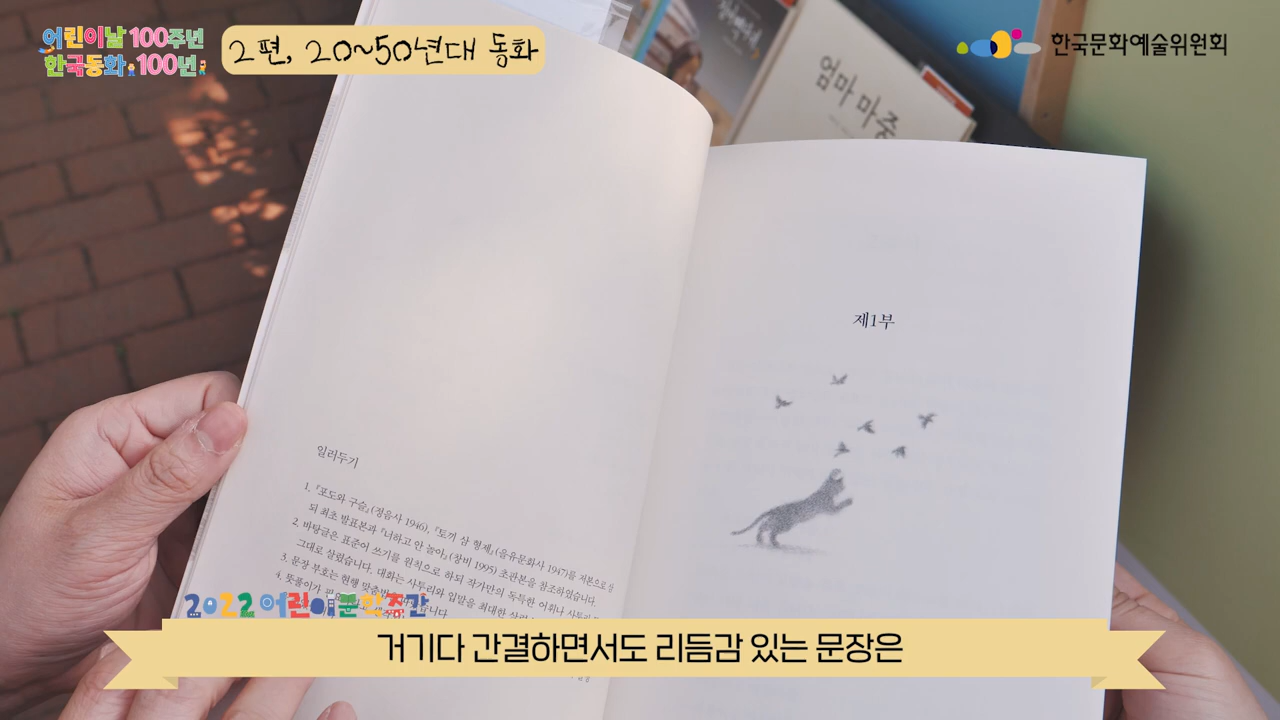 어린이날 100주년
한국동화 100년
2편, 20~50년대 동화
한국문화예술위원회
엄마 마중
제1부
일러두기
1. 『포도와 구슬』(정음사 1946), 『토끼 삼 형제』(을유문화사 1947)를 저본으로 삼
되 최초 발표본과 『너하고 안 놀아』(창비 1995) 초판본을 참조하였습니다.
2. 바탕글은 표준어 쓰기를 원칙으로 하되 작가만의 독특한 어휘나 사투리
그대로 살렸습니다. 대화는 사투리와 입말을 최대한 살려
3. 문장 부호는 현행 맞춤법
4. 뜻풀이가
2022 어린이문학주간
거기다 간결하면서도 리듬감 있는 문장은